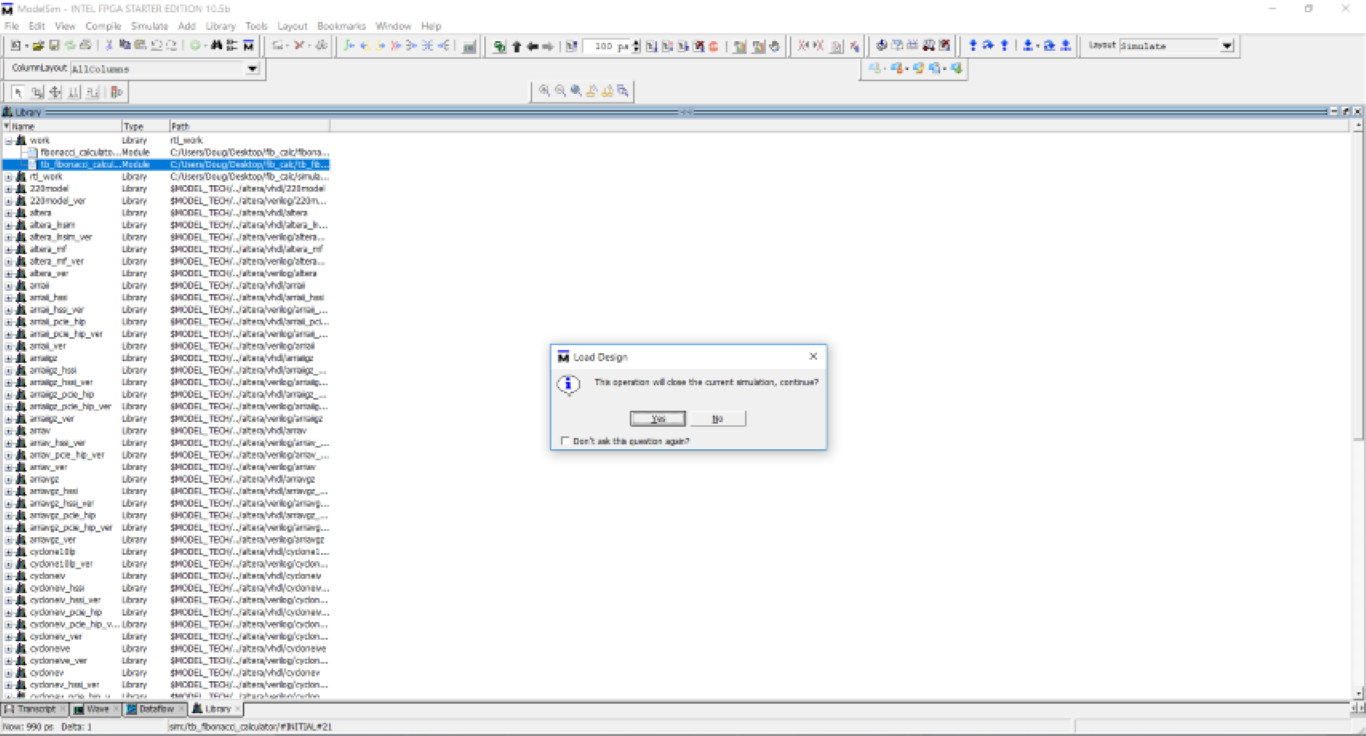 ModelSim - INTEL FPGA STARTER EDITION 10.5b
File Edit View Compile Simulate Add Library Tools Layout Bookmarks Window Help
100 ps
Layout Simulate
ColumnLayout AllColumns
Library
Name Type Path
work Library rtl_work
fibonacci_calculato... Module C:/Users/Doug/Desktop/fib_calc/fibona...
tb_fibonacci_calcul... Module C:/Users/Doug/Desktop/fib_calc/tb_fib...
rtl_work Library C:/Users/Doug/Desktop/fib_calc/simula...
220model Library $MODEL_TECH/../altera/vhdl/220model
220model_ver Library $MODEL_TECH/../altera/verilog/220m...
altera Library $MODEL_TECH/../altera/vhdl/altera
altera_lnsim Library $MODEL_TECH/../altera/vhdl/altera_ln...
altera_lnsim_ver Library $MODEL_TECH/../altera/verilog/altera...
altera_mf Library $MODEL_TECH/../altera/vhdl/altera_mf
altera_mf_ver Library $MODEL_TECH/../altera/verilog/altera...
altera_ver Library $MODEL_TECH/../altera/verilog/altera
arriaii Library $MODEL_TECH/../altera/vhdl/arriaii
arriaii_hssi Library $MODEL_TECH/../altera/vhdl/arriaii_hssi
arriaii_hssi_ver Library $MODEL_TECH/../altera/verilog/arriaii_...
arriaii_pcie_hip Library $MODEL_TECH/../altera/vhdl/arriaii_pci...
arriaii_pcie_hip_ver Library $MODEL_TECH/../altera/verilog/arriaii_...
arriaii_ver Library $MODEL_TECH/../altera/verilog/arriaii
arriaiigz Library $MODEL_TECH/../altera/vhdl/arriaiigz
arriaiigz_hssi Library $MODEL_TECH/../altera/vhdl/arriaiigz_...
arriaiigz_hssi_ver Library $MODEL_TECH/../altera/verilog/arriaiig...
arriaiigz_pcie_hip Library $MODEL_TECH/../altera/vhdl/arriaiigz_...
arriaiigz_pcie_hip_ver Library $MODEL_TECH/../altera/verilog/arriaiig...
arriaiigz_ver Library $MODEL_TECH/../altera/verilog/arriaiigz
arriav Library $MODEL_TECH/../altera/vhdl/arriav
arriav_hssi_ver Library $MODEL_TECH/../altera/verilog/arriav_...
arriav_pcie_hip_ver Library $MODEL_TECH/../altera/verilog/arriav_...
arriav_ver Library $MODEL_TECH/../altera/verilog/arriav
arriavgz Library $MODEL_TECH/../altera/vhdl/arriavgz
arriavgz_hssi Library $MODEL_TECH/../altera/vhdl/arriavgz_...
arriavgz_hssi_ver Library $MODEL_TECH/../altera/verilog/arriavg...
arriavgz_pcie_hip Library $MODEL_TECH/../altera/vhdl/arriavgz_...
arriavgz_pcie_hip_ver Library $MODEL_TECH/../altera/verilog/arriavg...
arriavgz_ver Library $MODEL_TECH/../altera/verilog/arriavgz
cyclone10lp Library $MODEL_TECH/../altera/vhdl/cyclone1...
cyclone10lp_ver Library $MODEL_TECH/../altera/verilog/cyclon...
cycloneiv Library $MODEL_TECH/../altera/vhdl/cycloneiv
cycloneiv_hssi Library $MODEL_TECH/../altera/vhdl/cycloneiv...
cycloneiv_hssi_ver Library $MODEL_TECH/../altera/verilog/cyclon...
cycloneiv_pcie_hip Library $MODEL_TECH/../altera/vhdl/cycloneiv...
cycloneiv_pcie_hip_v... Library $MODEL_TECH/../altera/verilog/cyclon...
cycloneiv_ver Library $MODEL_TECH/../altera/verilog/cyclon...
cycloneive Library $MODEL_TECH/../altera/vhdl/cycloneive
cycloneive_ver Library $MODEL_TECH/../altera/verilog/cyclon...
cyclonev Library $MODEL_TECH/../altera/vhdl/cyclonev
cyclonev_hssi_ver Library $MODEL_TECH/../altera/verilog/cyclon...
Load Design
This operation will close the current simulation, continue?
Yes No
Don't ask this question again?
Transcript Wave Dataflow Library
Now: 990 ps Delta: 1 sim:/tb_fibonacci_calculator/#INITIAL#21